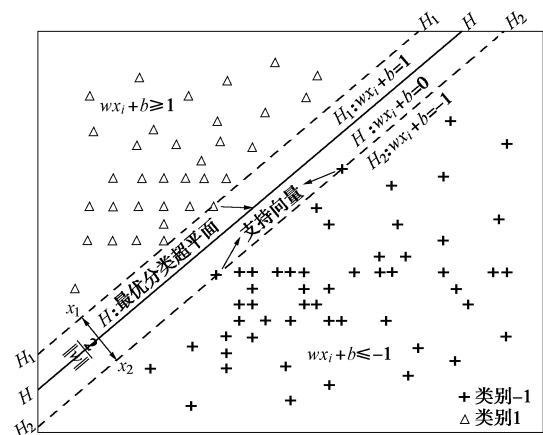 H₁ H H₂
wxᵢ+b≥1
H₁:wxᵢ+b=1
H:wxᵢ+b=0
H₂:wxᵢ+b=-1
支持向量
H:最优分类超平面
x₁
x₂
H₁
H
H₂
wxᵢ+b≤-1
+ 类别-1
△ 类别1